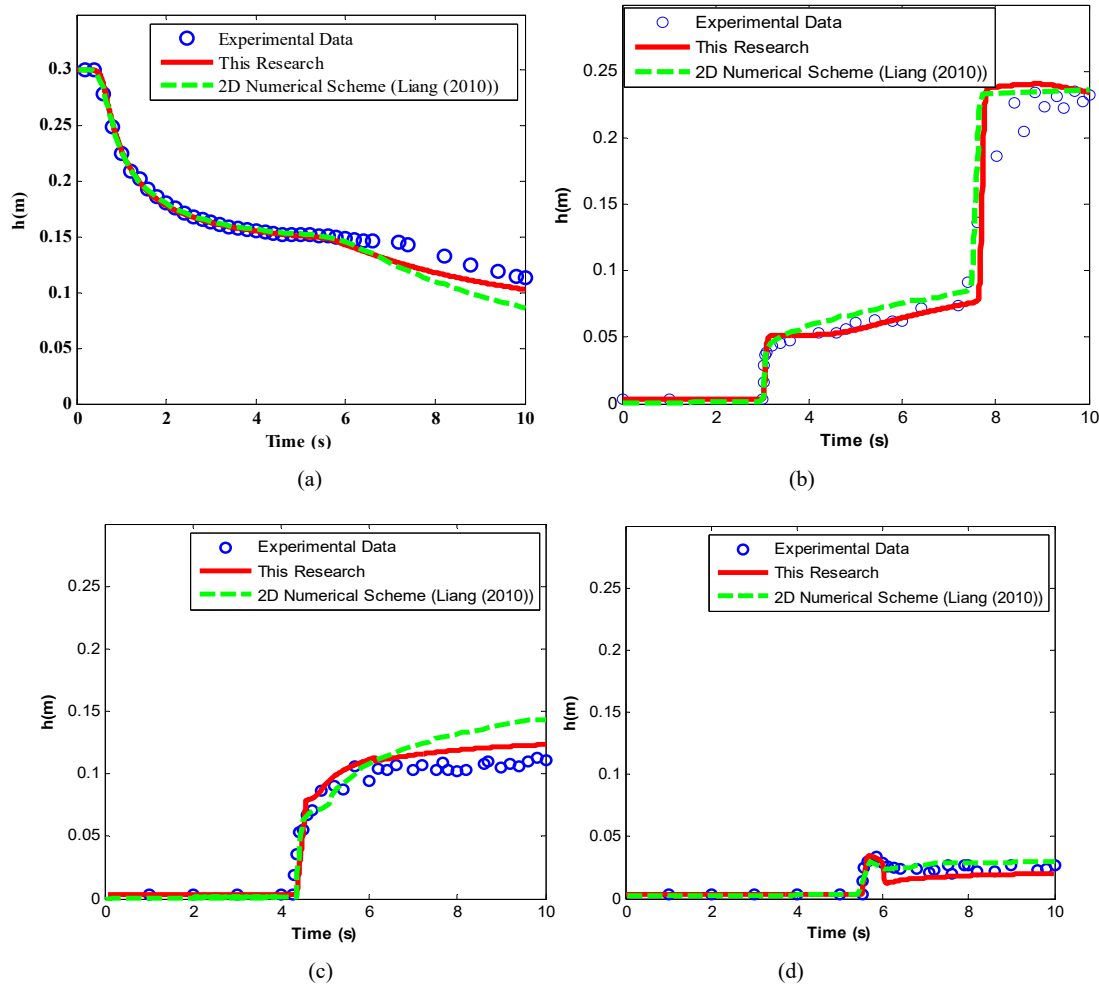 Experimental Data
This Research
2D Numerical Scheme (Liang (2010))
0.3
0.2
0.15
0.1
0.05
0
h(m)
0 2 4 6 8 10
Time (s)
(a)
Experimental Data
This Research
2D Numerical Scheme (Liang (2010))
0.25
0.2
0.15
0.1
0.05
0
h(m)
0 2 4 6 8 10
Time (s)
(b)
Experimental Data
This Research
2D Numerical Scheme (Liang (2010))
0.25
0.2
0.15
0.1
0.05
0
h(m)
0 2 4 6 8 10
Time (s)
(c)
Experimental Data
This Research
2D Numerical Scheme (Liang (2010))
0.25
0.2
0.15
0.1
0.05
0
h(m)
0 2 4 6 8 10
Time (s)
(d)